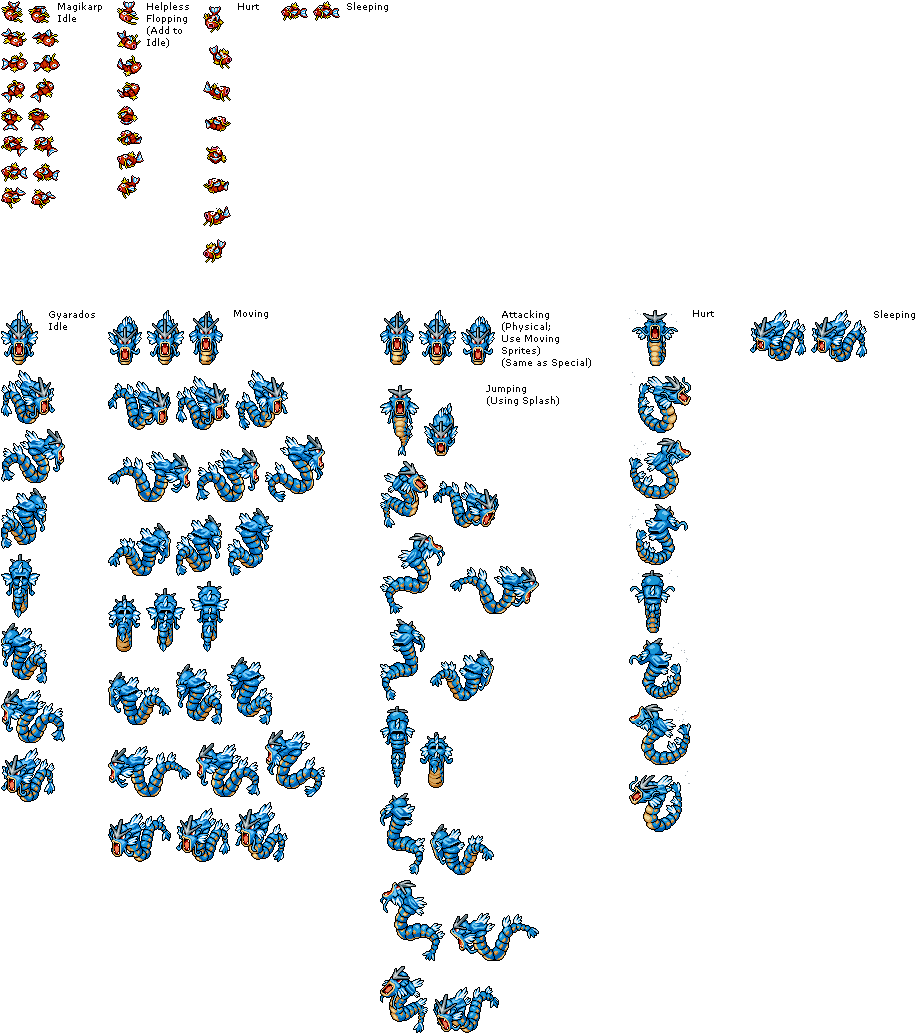 Magikarp
Idle
Helpless
Flopping
(Add to
Idle)
Hurt
Sleeping
Gyarados
Idle
Moving
Attacking
(Physical;
Use Moving
Sprites)
(Same as Special)
Jumping
(Using Splash)
Hurt
Sleeping